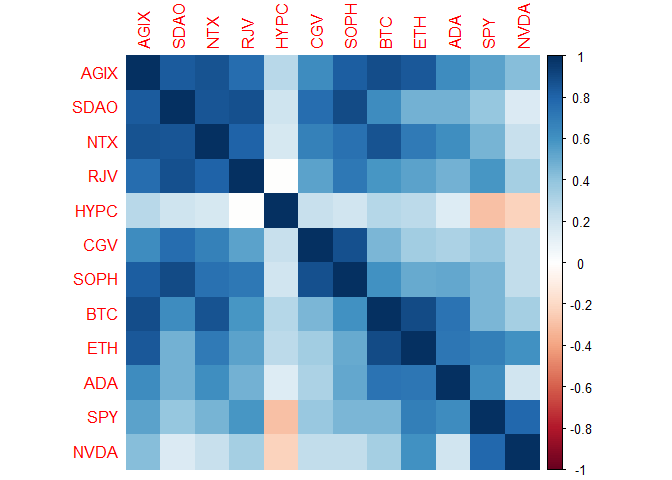 AGIX SDAO NTX RJV HYPC CGV SOPH BTC ETH ADA SPY NVDA
AGIX
SDAO
NTX
RJV
HYPC
CGV
SOPH
BTC
ETH
ADA
SPY
NVDA
1
0.8
0.6
0.4
0.2
0
-0.2
-0.4
-0.6
-0.8
-1